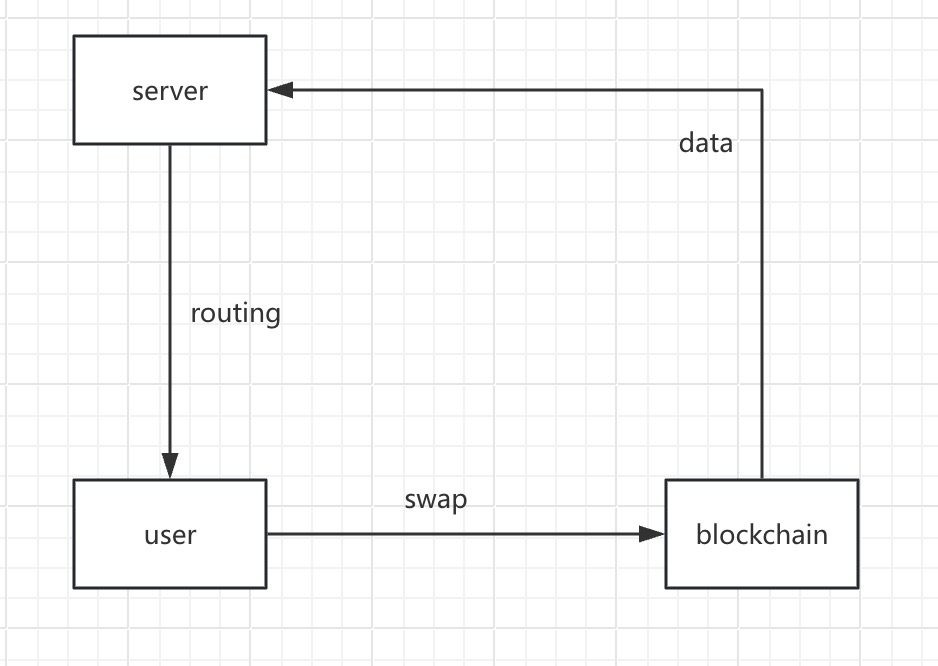 server
data
routing
swap
user
blockchain